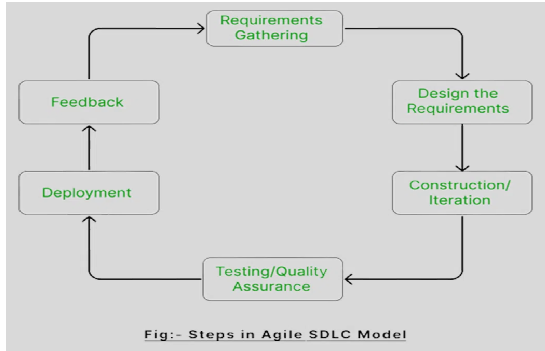 Requirements
Gathering
Design the
Requirements
Construction/
Iteration
Testing/Quality
Assurance
Deployment
Feedback
Fig:- Steps in Agile SDLC Model